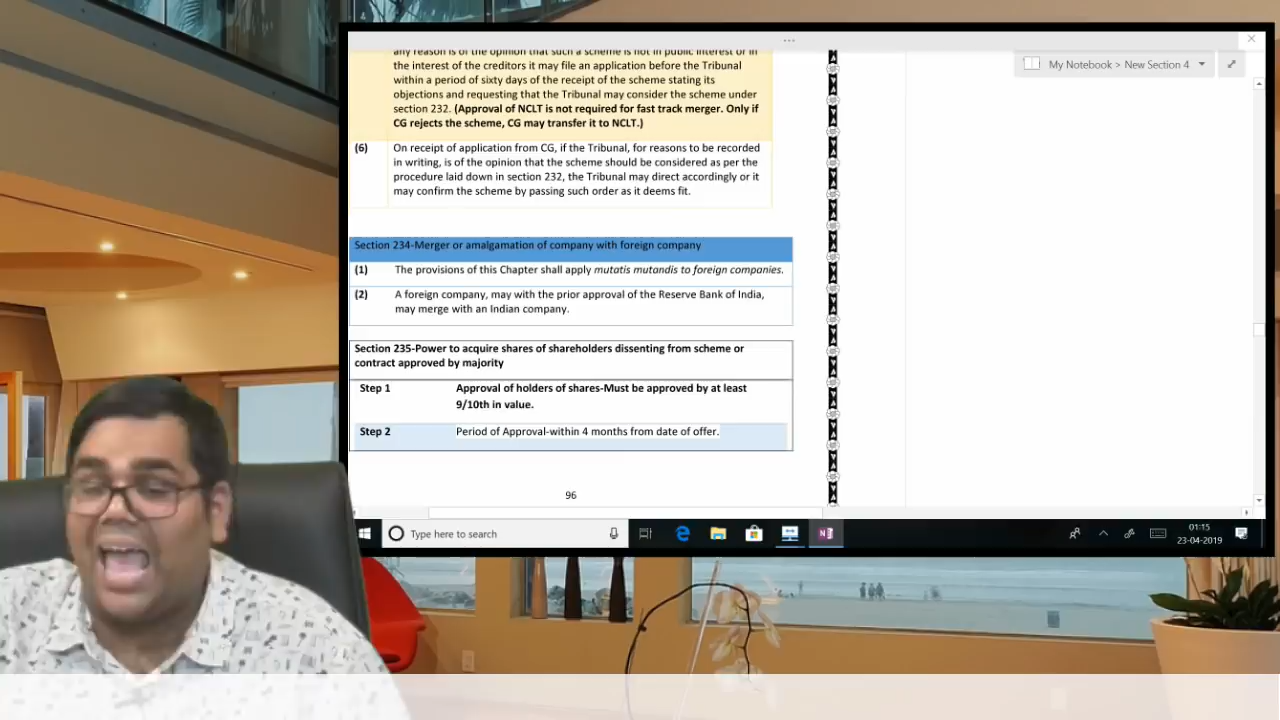 any reason is of the opinion that such a scheme is not in public interest or in
the interest of the creditors it may file an application before the Tribunal
within a period of sixty days of the receipt of the scheme stating its
objections and requesting that the Tribunal may consider the scheme under
section 232. (Approval of NCLT is not required for fast track merger. Only if
CG rejects the scheme, CG may transfer it to NCLT.)
(6) On receipt of application from CG, if the Tribunal, for reasons to be recorded
in writing, is of the opinion that the scheme should be considered as per the
procedure laid down in section 232, the Tribunal may direct accordingly or it
may confirm the scheme by passing such order as it deems fit.
Section 234-Merger or amalgamation of company with foreign company
(1) The provisions of this Chapter shall apply mutatis mutandis to foreign companies.
(2) A foreign company, may with the prior approval of the Reserve Bank of India,
may merge with an Indian company.
Section 235-Power to acquire shares of shareholders dissenting from scheme or
contract approved by majority
Step 1 Approval of holders of shares-Must be approved by at least
9/10th in value.
Step 2 Period of Approval-within 4 months from date of offer.
96
My Notebook > New Section 4
Type here to search
01:15
23-04-2019